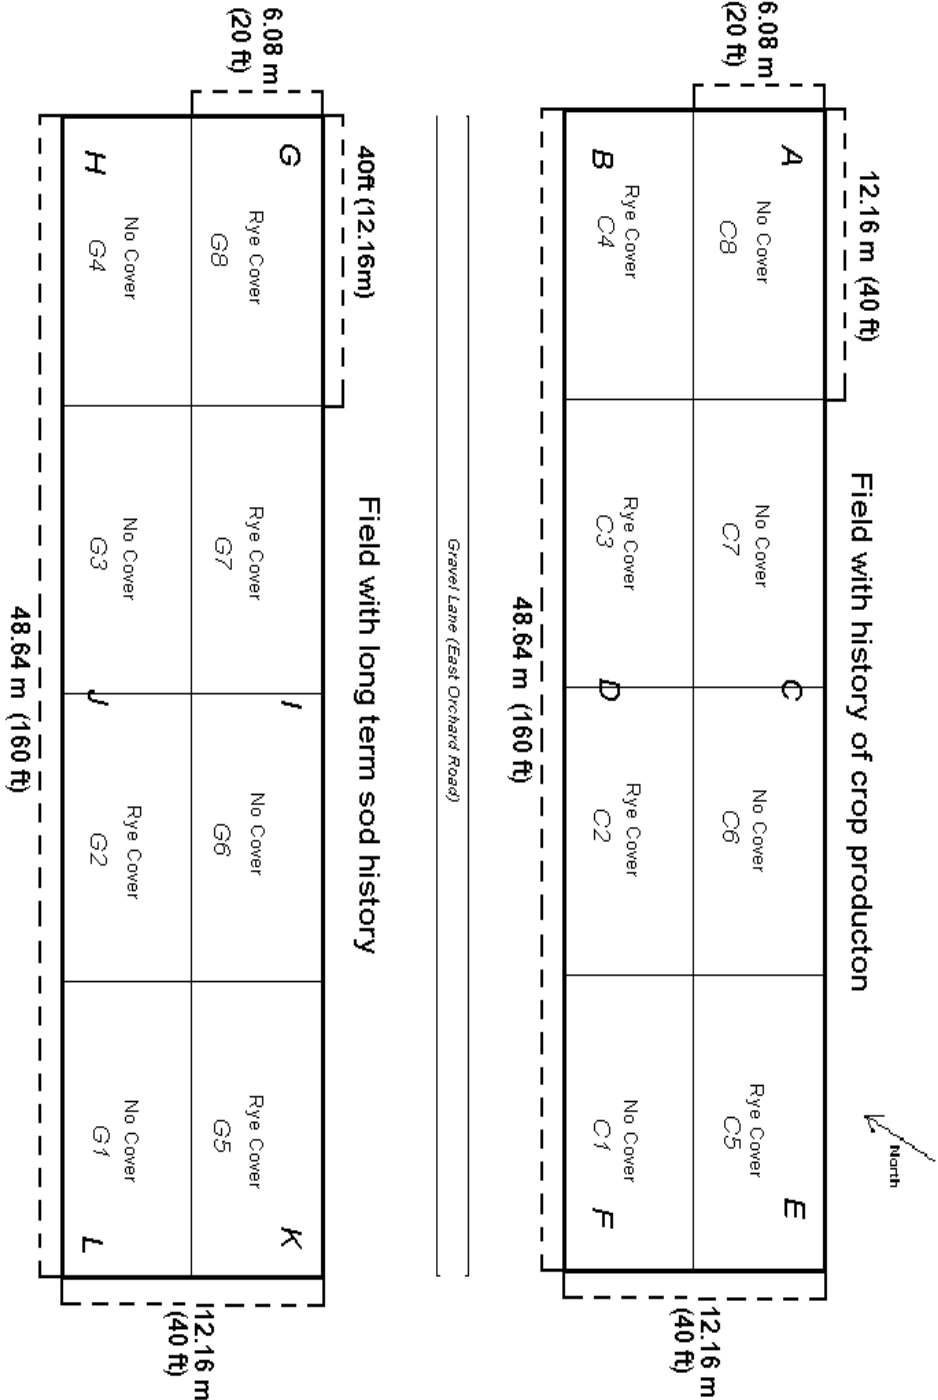 12.16 m (40 ft)
Field with history of crop producton
North
6.08 m
(20 ft)
A
No Cover
C8
No Cover
C7
C
No Cover
C6
Rye Cover
C5
E
B
Rye Cover
C4
Rye Cover
C3
D
Rye Cover
C2
No Cover
C1
F
12.16 m
(40 ft)
48.64 m (160 ft)
Gravel Lane (East Orchard Road)
40ft (12.16m)
Field with long term sod history
6.08 m
(20 ft)
G
Rye Cover
G8
Rye Cover
G7
I
No Cover
G6
Rye Cover
G5
K
H
No Cover
G4
No Cover
G3
J
Rye Cover
G2
No Cover
G1
L
12.16 m
(40 ft)
48.64 m (160 ft)